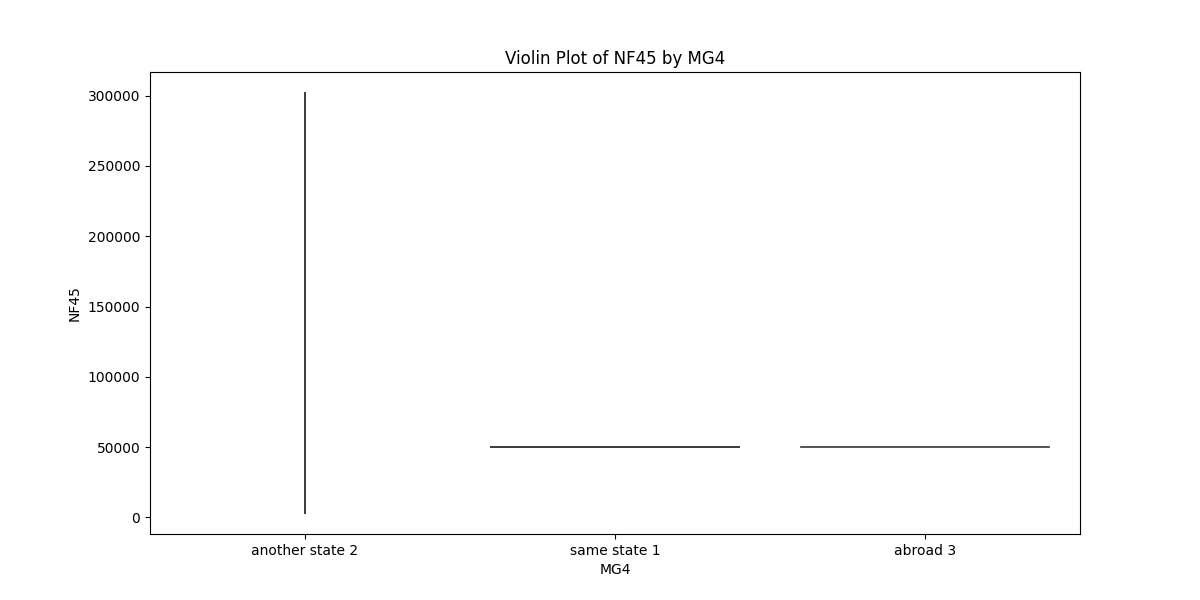 Violin Plot of NF45 by MG4
300000
250000
200000
150000
100000
50000
0
NF45
another state 2
same state 1
abroad 3
MG4